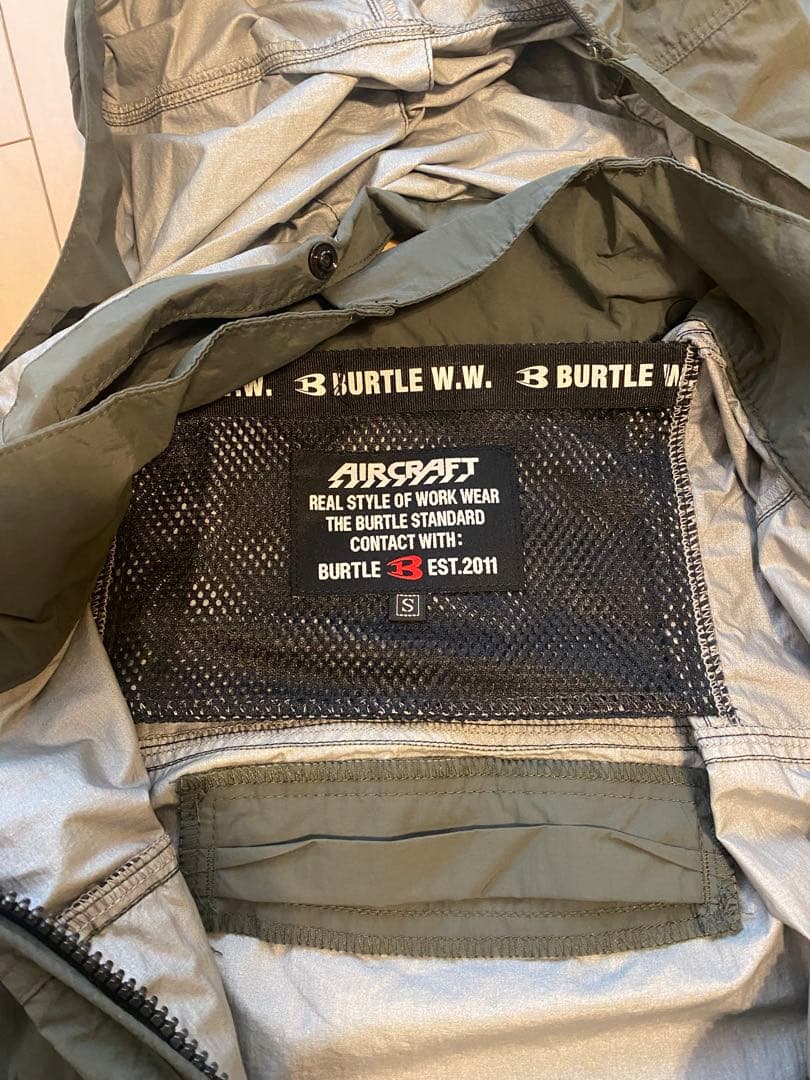 .W. BURTLE W.W. BURTLE W
AIRCRAFT
REAL STYLE OF WORK WEAR
THE BURTLE STANDARD
CONTACT WITH:
BURTLE B EST.2011
S